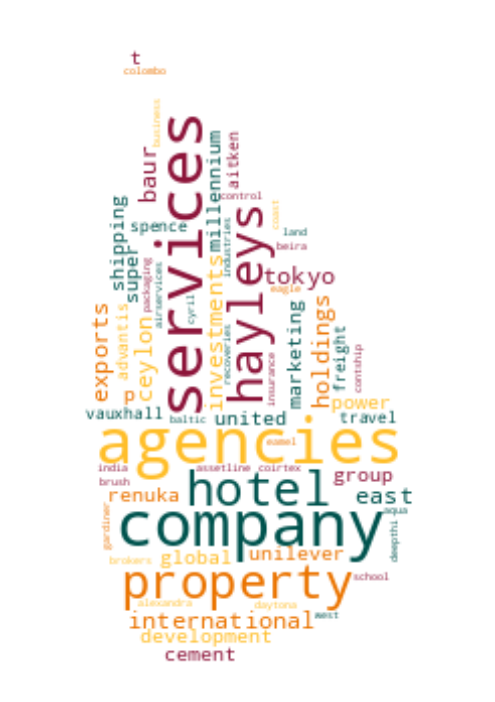 t
colombo
business
services
baur
millennium
aitken
control
shipping
spence
super
hayleys
coast
land
beira
industries
packaging
airservices
tokyo
eagle
cyril
investments
exports
advantis
ceylon
p
marketing
holdings
freight
contship
recoveries
insurance
power
vauxhall
baltic
united
travel
agencies
eamel
india
assetline
coirtex
brush
hotel
group
renuka
east
gardiner
company
aqua
deepthi
brokers
global
unilever
property
school
alexandra
daytona
international
west
development
cement